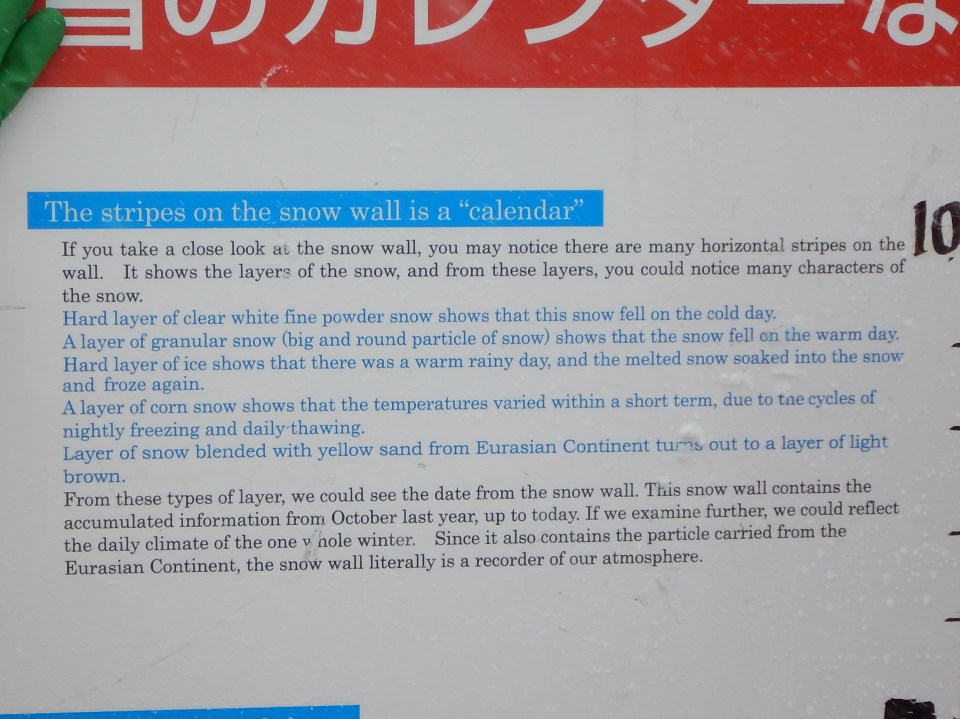 雪のカレンダーな
The stripes on the snow wall is a “calendar”
If you take a close look at the snow wall, you may notice there are many horizontal stripes on the
wall. It shows the layers of the snow, and from these layers, you could notice many characters of
the snow.
Hard layer of clear white fine powder snow shows that this snow fell on the cold day.
A layer of granular snow (big and round particle of snow) shows that the snow fell on the warm day.
Hard layer of ice shows that there was a warm rainy day, and the melted snow soaked into the snow
and froze again.
A layer of corn snow shows that the temperatures varied within a short term, due to the cycles of
nightly freezing and daily thawing.
Layer of snow blended with yellow sand from Eurasian Continent turns out to a layer of light
brown.
From these types of layer, we could see the date from the snow wall. This snow wall contains the
accumulated information from October last year, up to today. If we examine further, we could reflect
the daily climate of the one whole winter. Since it also contains the particle carried from the
Eurasian Continent, the snow wall literally is a recorder of our atmosphere.
10